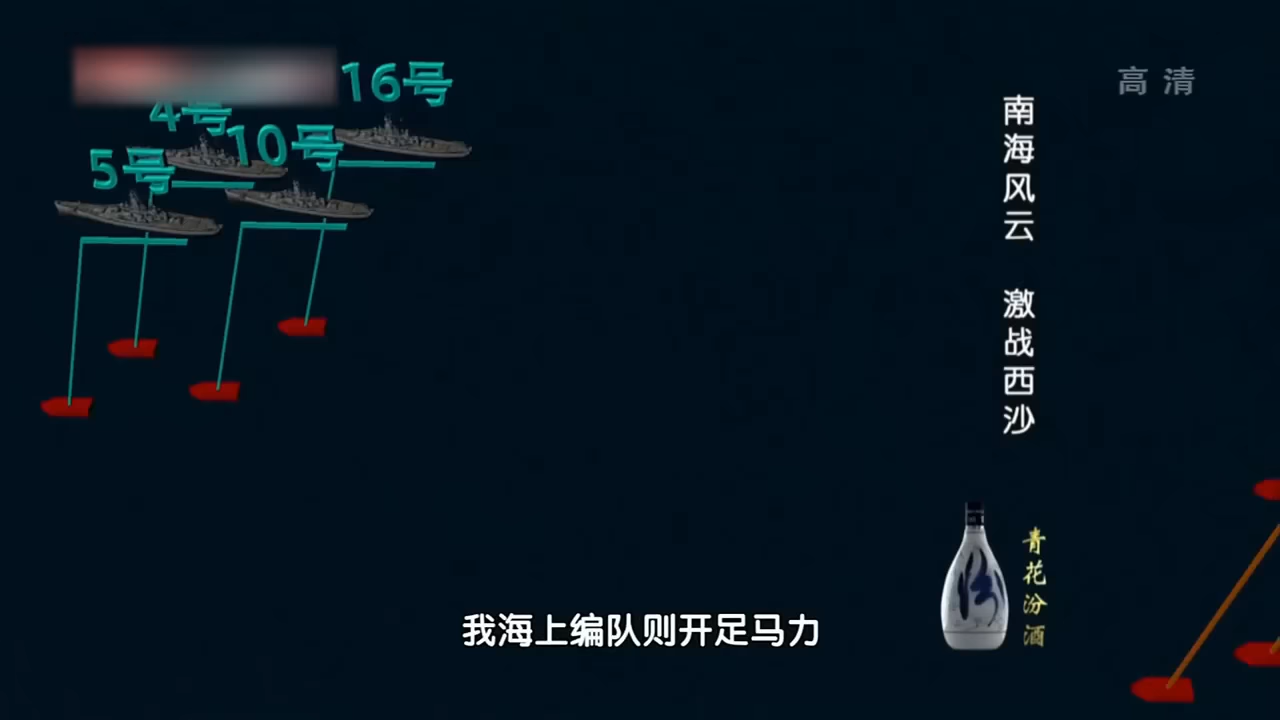 16号
4号
10号
5号
高清
南海风云 激战西沙
青花汾酒
汾
我海上编队则开足马力